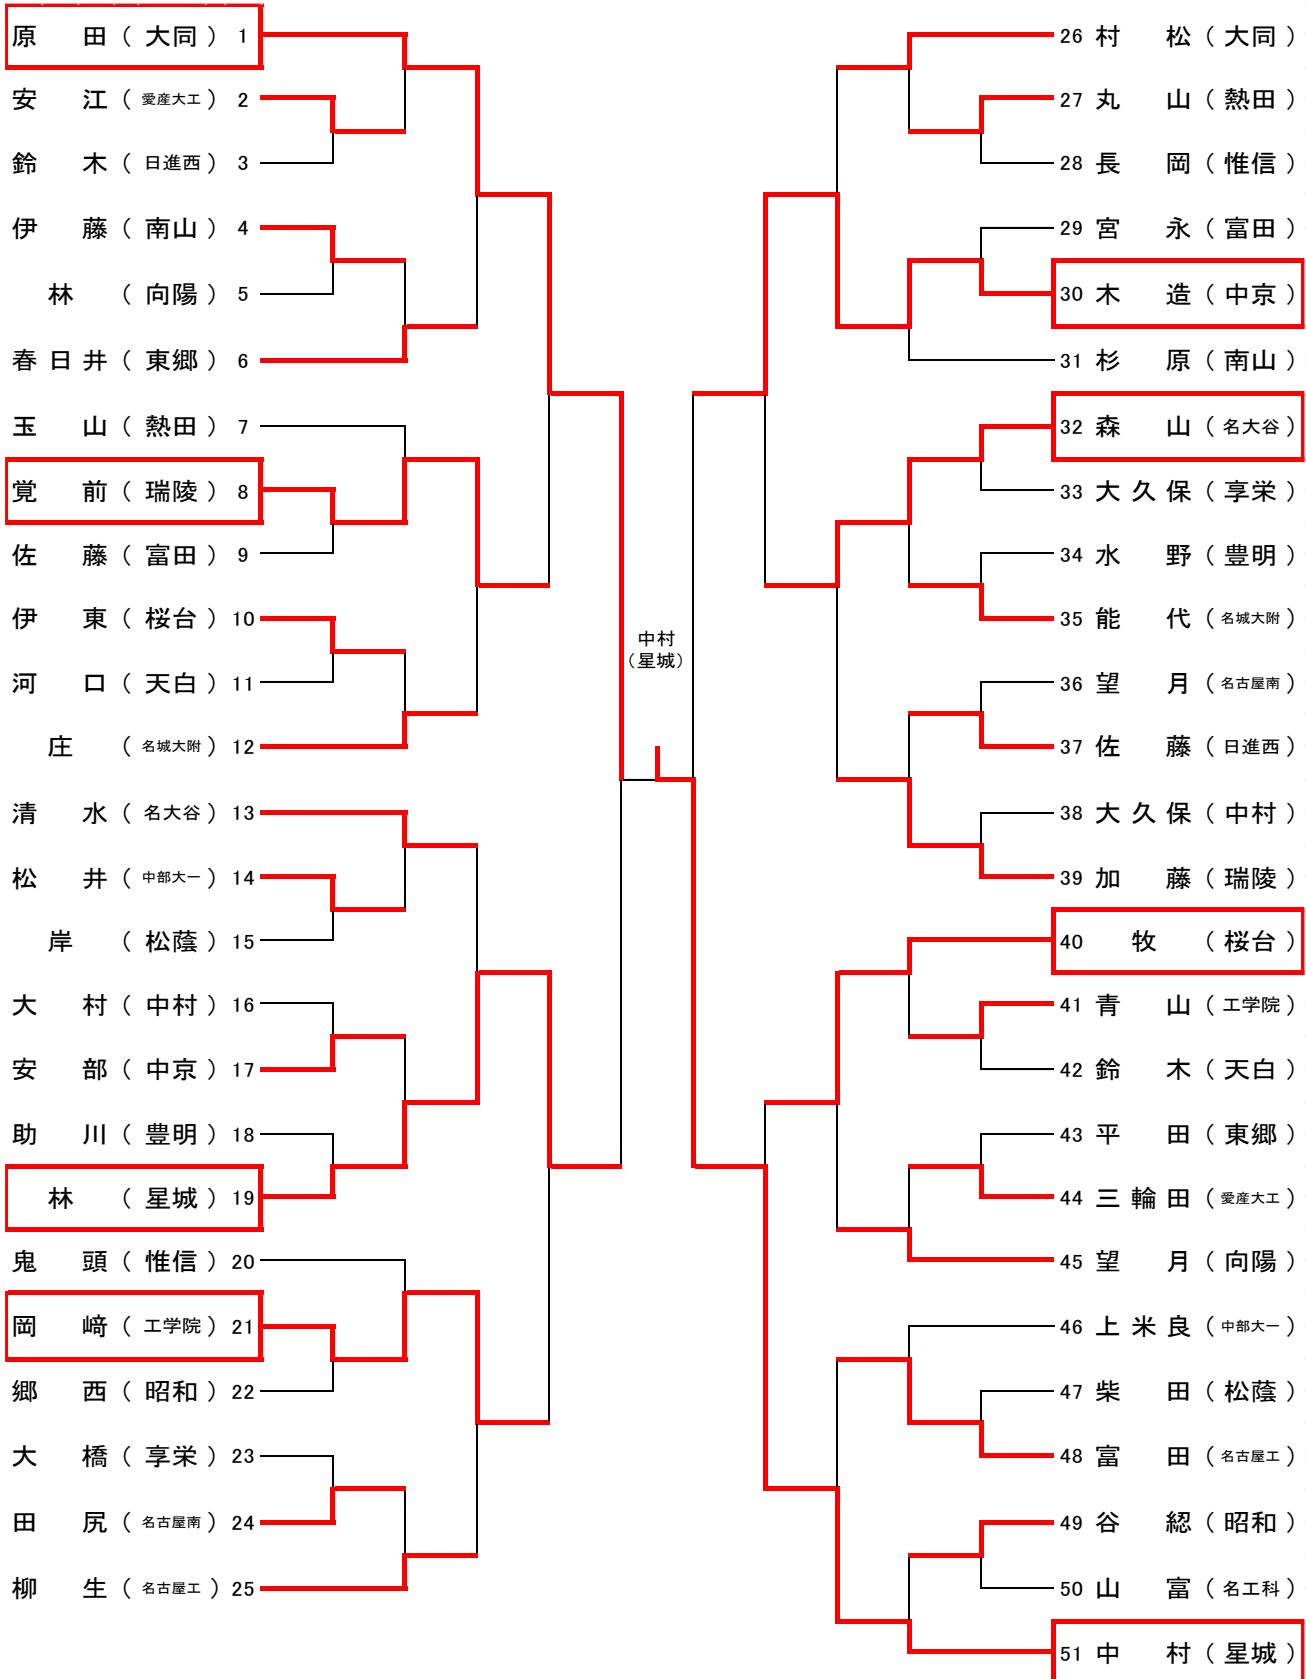 原 田 ( 大同 ) 1
安 江 ( 愛産大工 ) 2
鈴 木 ( 日進西 ) 3
伊 藤 ( 南山 ) 4
林 ( 向陽 ) 5
春 日 井 ( 東郷 ) 6
玉 山 ( 熱田 ) 7
覚 前 ( 瑞陵 ) 8
佐 藤 ( 富田 ) 9
伊 東 ( 桜台 ) 10
河 口 ( 天白 ) 11
庄 ( 名城大附 ) 12
清 水 ( 名大谷 ) 13
松 井 ( 中部大一 ) 14
岸 ( 松蔭 ) 15
大 村 ( 中村 ) 16
安 部 ( 中京 ) 17
助 川 ( 豊明 ) 18
林 ( 星城 ) 19
鬼 頭 ( 惟信 ) 20
岡 﨑 ( 工学院 ) 21
郷 西 ( 昭和 ) 22
大 橋 ( 享栄 ) 23
田 尻 ( 名古屋南 ) 24
柳 生 ( 名古屋工 ) 25
中村
(星城)
26 村 松 ( 大同 )
27 丸 山 ( 熱田 )
28 長 岡 ( 惟信 )
29 宮 永 ( 富田 )
30 木 造 ( 中京 )
31 杉 原 ( 南山 )
32 森 山 ( 名大谷 )
33 大 久 保 ( 享栄 )
34 水 野 ( 豊明 )
35 能 代 ( 名城大附 )
36 望 月 ( 名古屋南 )
37 佐 藤 ( 日進西 )
38 大 久 保 ( 中村 )
39 加 藤 ( 瑞陵 )
40 牧 ( 桜台 )
41 青 山 ( 工学院 )
42 鈴 木 ( 天白 )
43 平 田 ( 東郷 )
44 三 輪 田 ( 愛産大工 )
45 望 月 ( 向陽 )
46 上 米 良 ( 中部大一 )
47 柴 田 ( 松蔭 )
48 富 田 ( 名古屋工 )
49 谷 綛 ( 昭和 )
50 山 富 ( 名工科 )
51 中 村 ( 星城 )